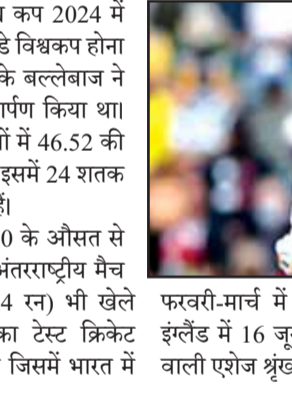 कप 2024 में
विश्वकप होना
के बल्लेबाज ने
किया था।
में 46.52 की
इसमें 24 शतक
0 के औसत से
अंतरराष्ट्रीय मैच
4 रन) भी खेले
का टेस्ट क्रिकेट
जिसमें भारत में
फरवरी-मार्च में
इंग्लैंड में 16
वाली एशेज